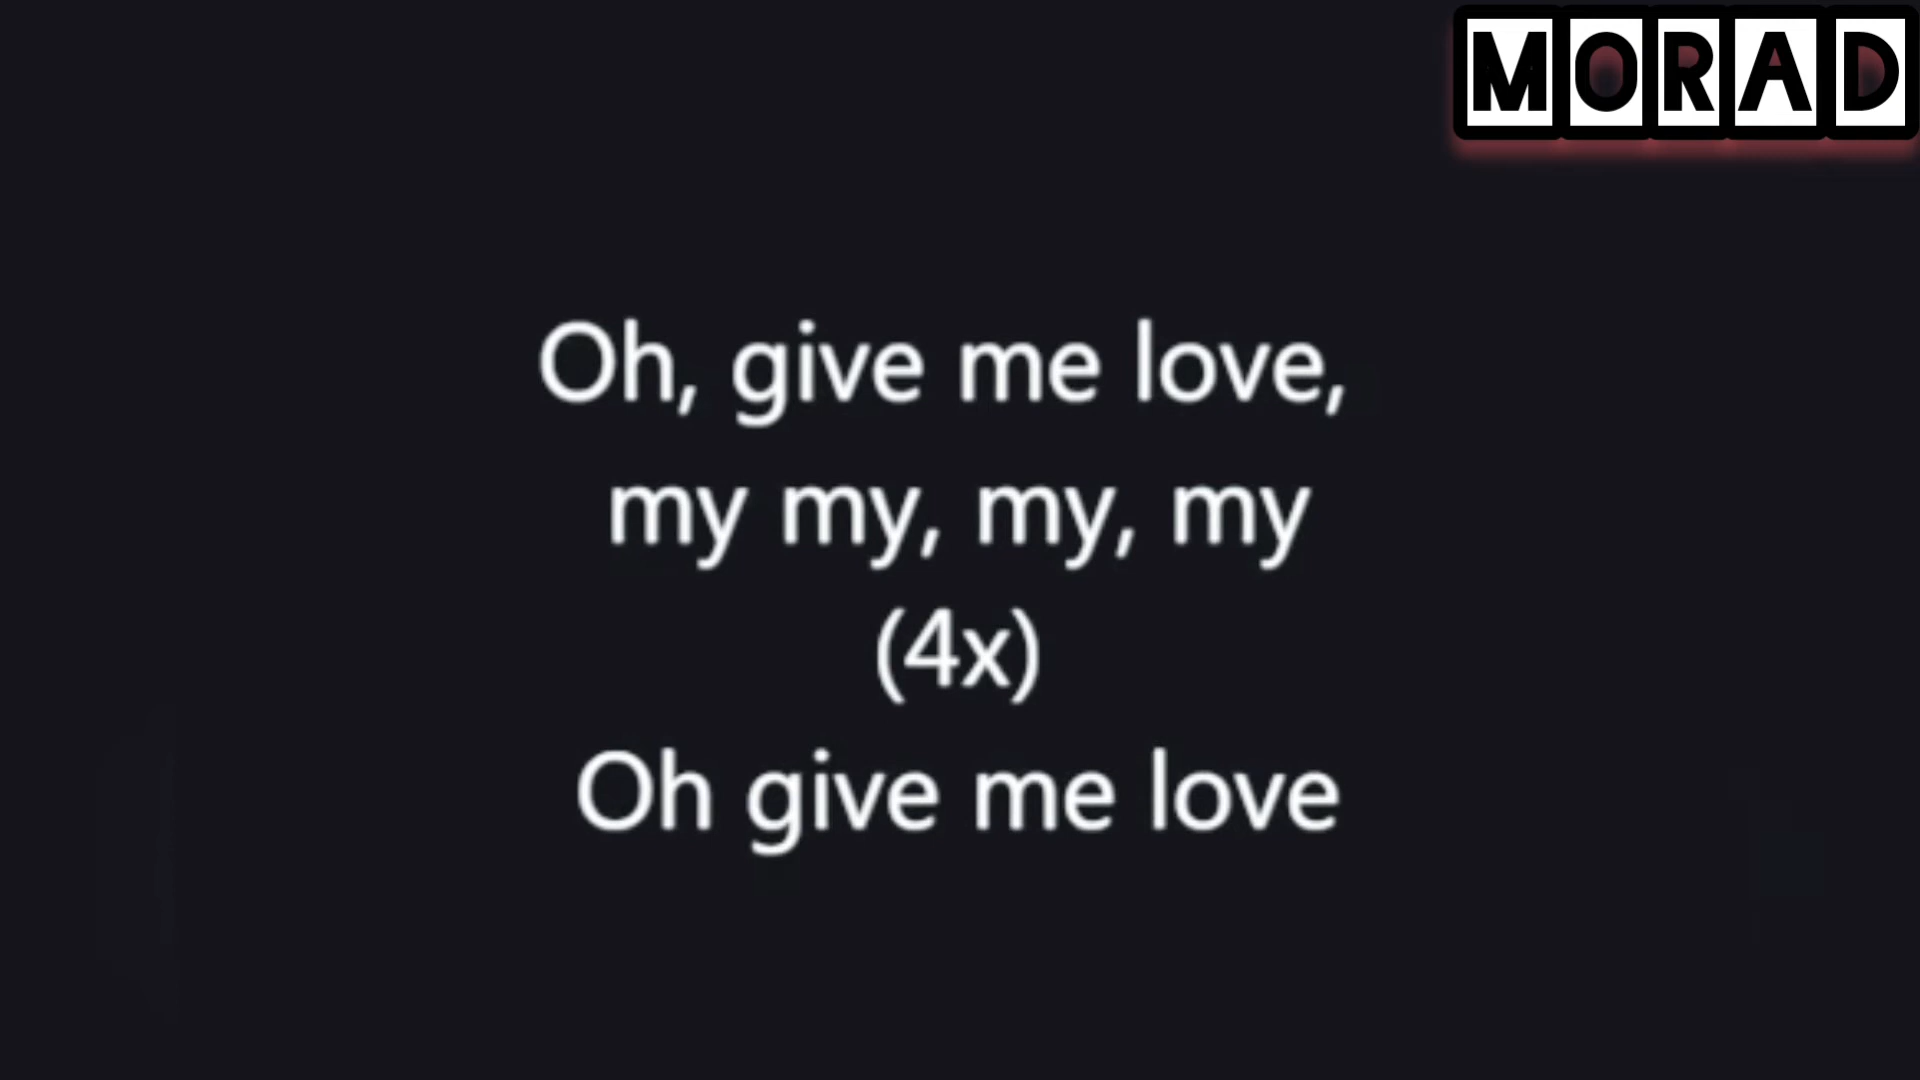 MORAD
Oh, give me love,
my my, my, my
(4x)
Oh give me love